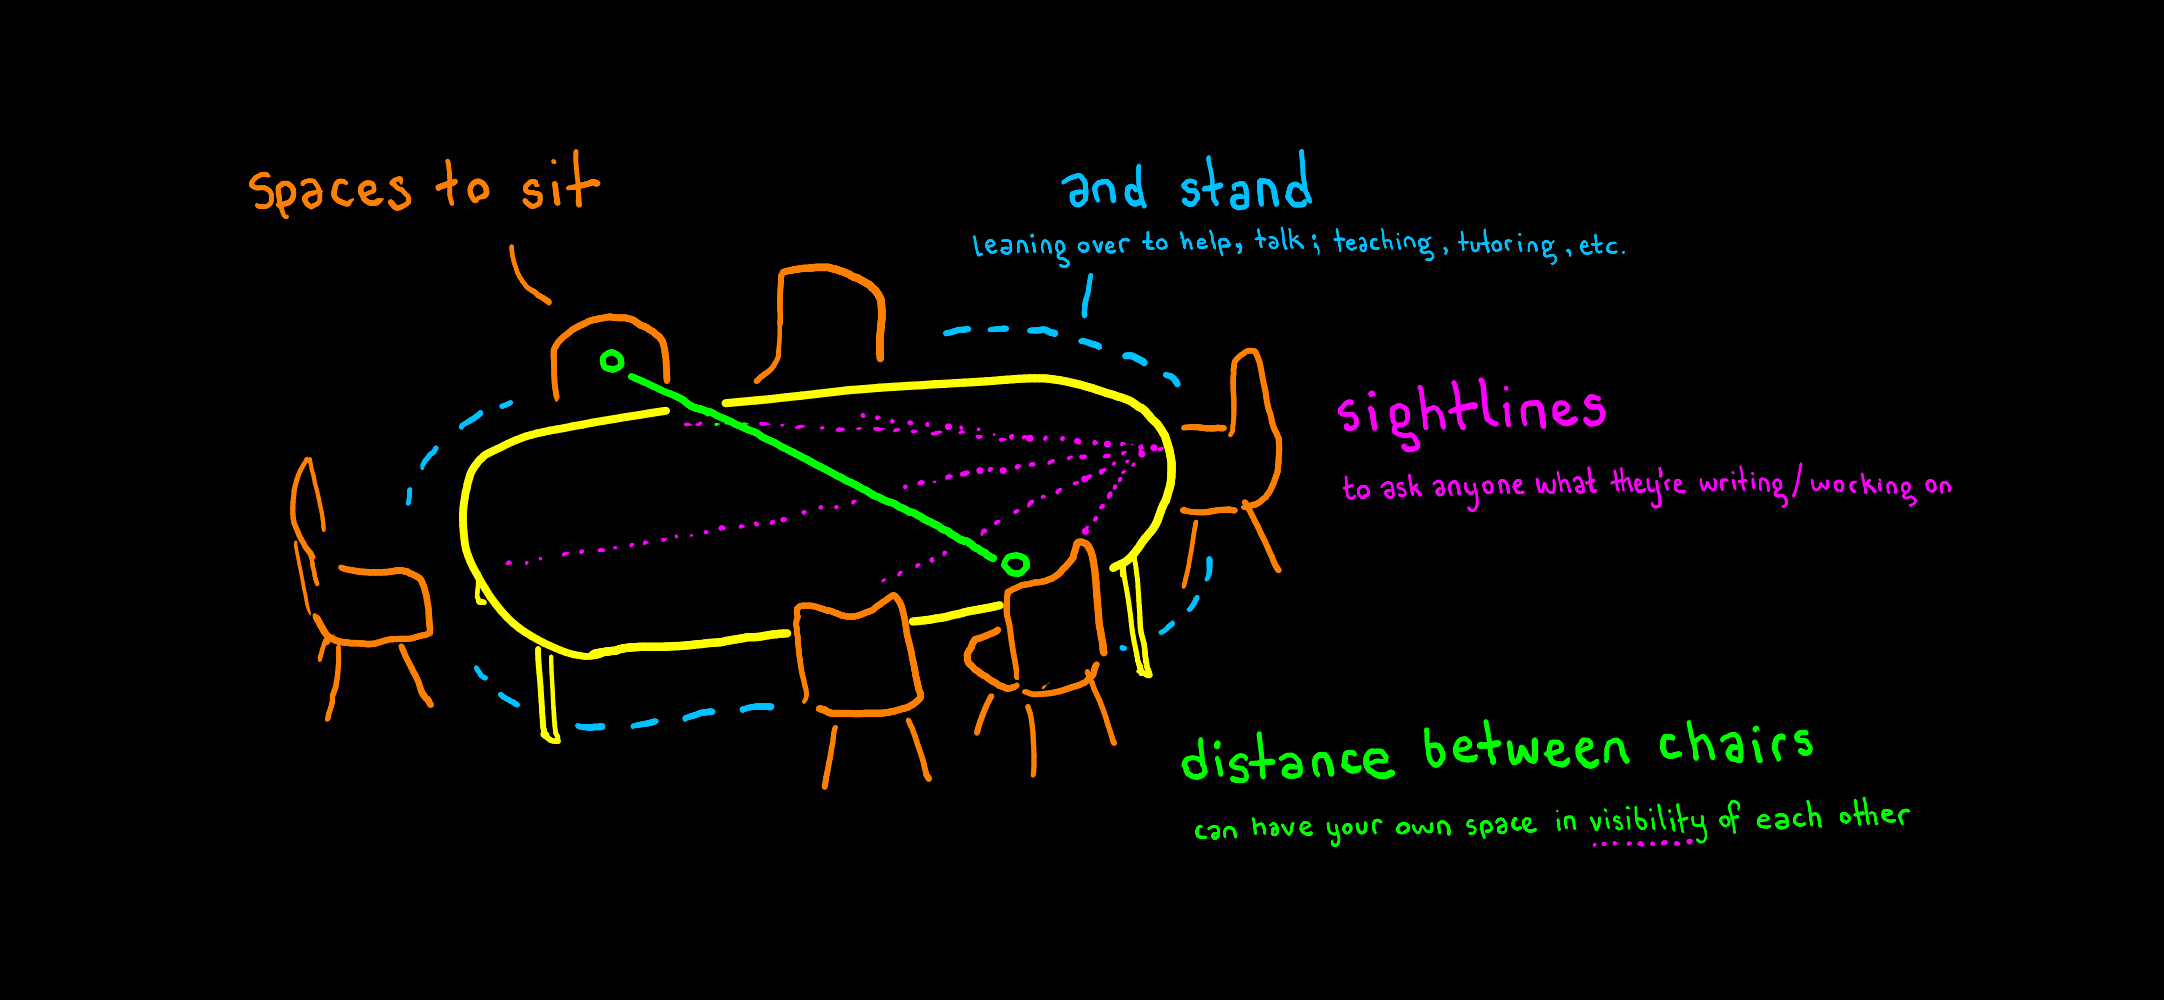 Spaces to sit
and stand
leaning over to help, talk; teaching, tutoring, etc.
sightlines
to ask anyone what they're writing/working on
distance between chairs
can have your own space in visibility of each other